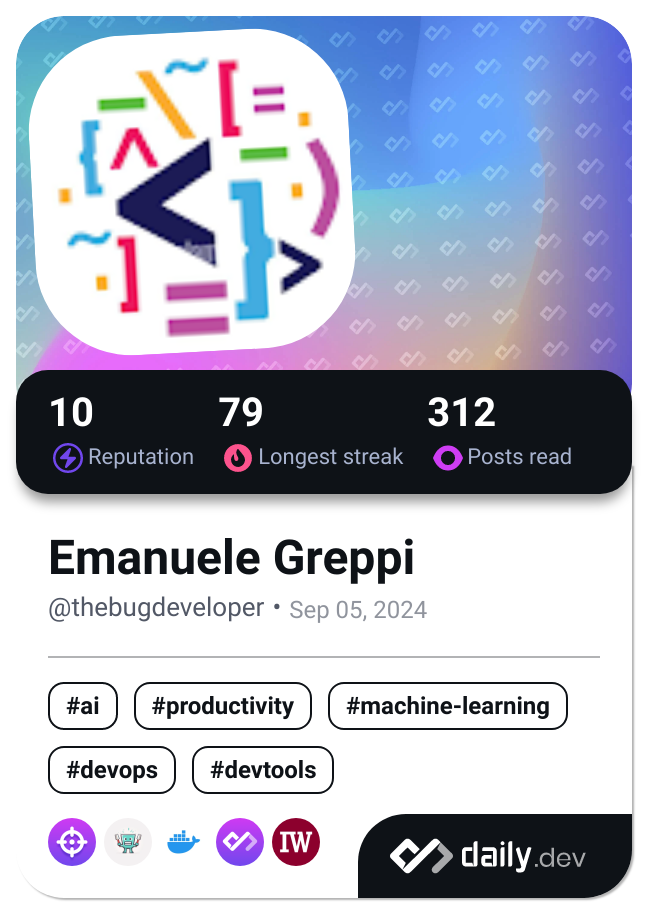 10
79
312
Reputation
Longest streak
Posts read
Emanuele Greppi
@thebugdeveloper • Sep 05, 2024
#ai
#productivity
#machine-learning
#devops
#devtools
IW
daily.dev